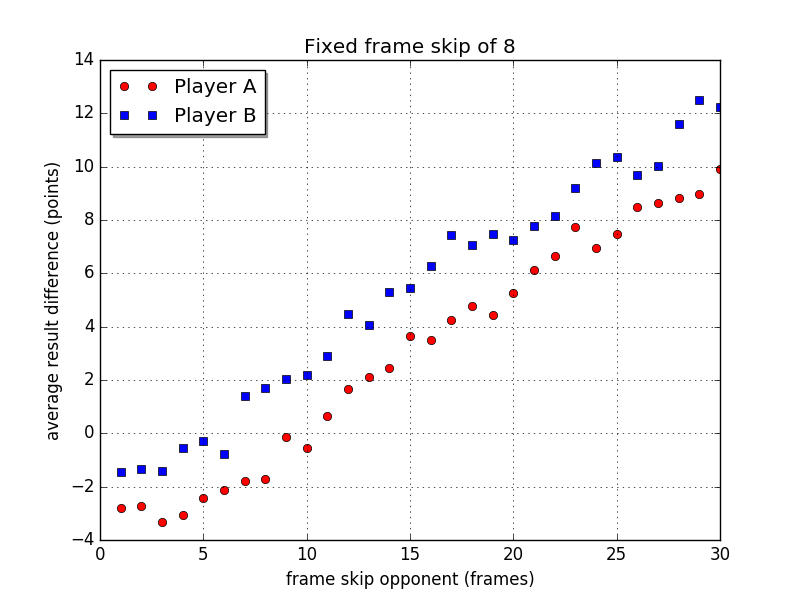 Fixed frame skip of 8
Player A
Player B
14
12
10
8
6
4
2
0
−2
−4
0 5 10 15 20 25 30
average result difference (points)
frame skip opponent (frames)